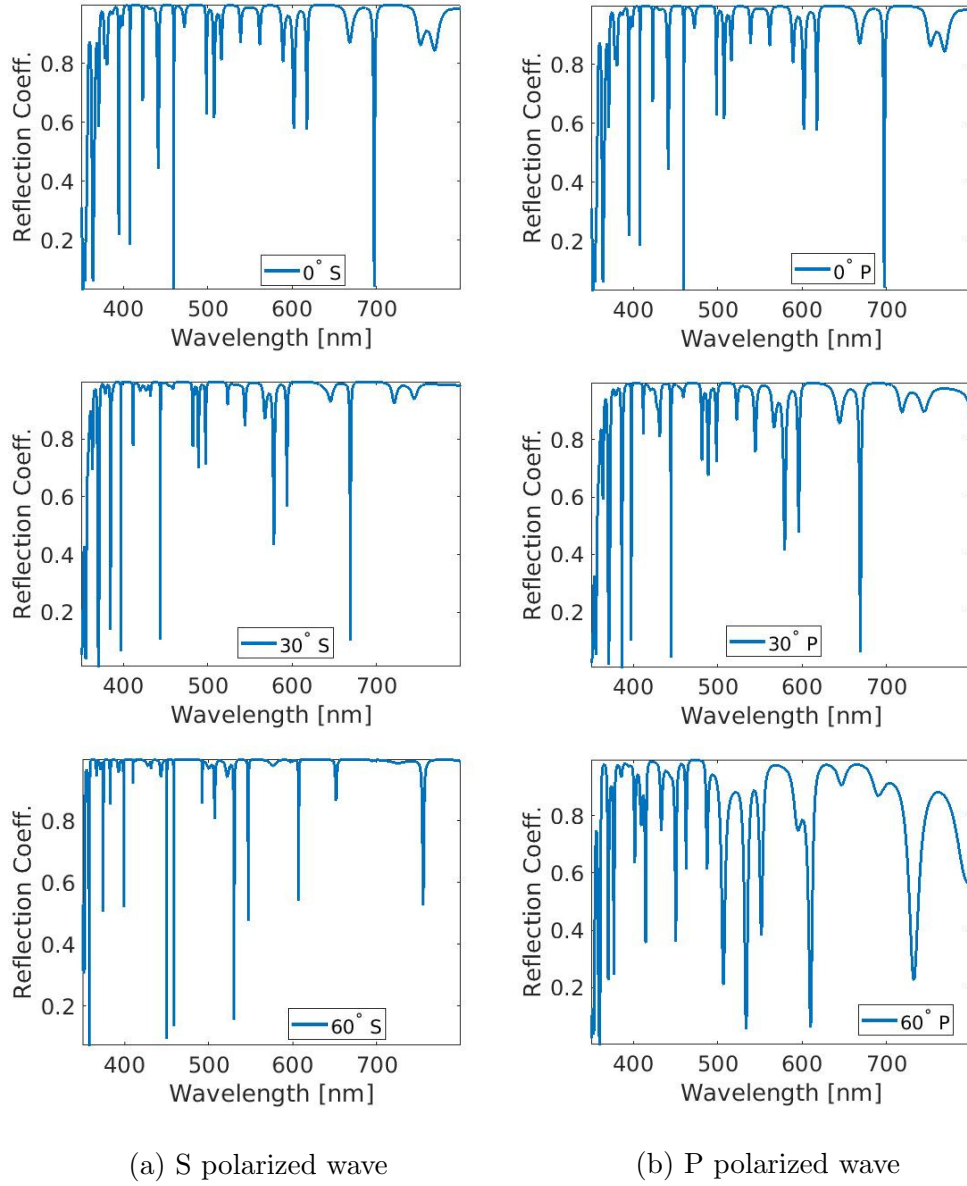 Reflection Coeff.
0.8
0.6
0.4
0.2
0° S
400 500 600 700
Wavelength [nm]
Reflection Coeff.
0.8
0.6
0.4
0.2
0° P
400 500 600 700
Wavelength [nm]
Reflection Coeff.
0.8
0.6
0.4
0.2
30° S
400 500 600 700
Wavelength [nm]
Reflection Coeff.
0.8
0.6
0.4
0.2
30° P
400 500 600 700
Wavelength [nm]
Reflection Coeff.
0.8
0.6
0.4
0.2
60° S
400 500 600 700
Wavelength [nm]
Reflection Coeff.
0.8
0.6
0.4
0.2
60° P
400 500 600 700
Wavelength [nm]
(a) S polarized wave
(b) P polarized wave